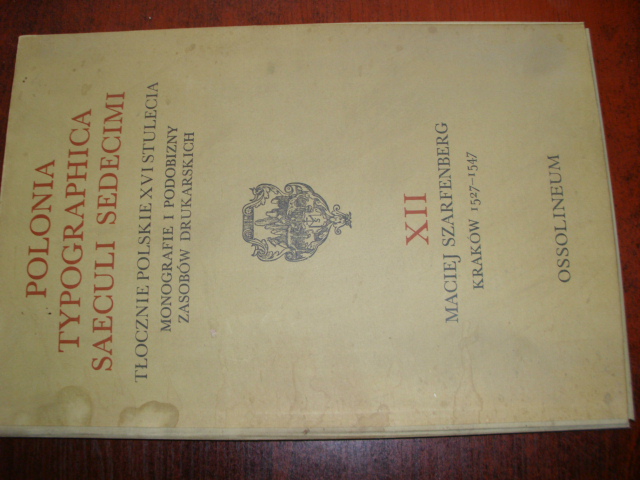 POLONIA
TYPOGRAPHICA
SAECULI SEDECIMI
TŁOCZNIE POLSKIE XVI STULECIA
MONOGRAFIE I PODOBIZNY
ZASOBÓW DRUKARSKICH
XII
MACIEJ SZARFENBERG
KRAKÓW 1527-1547
OSSOLINEUM